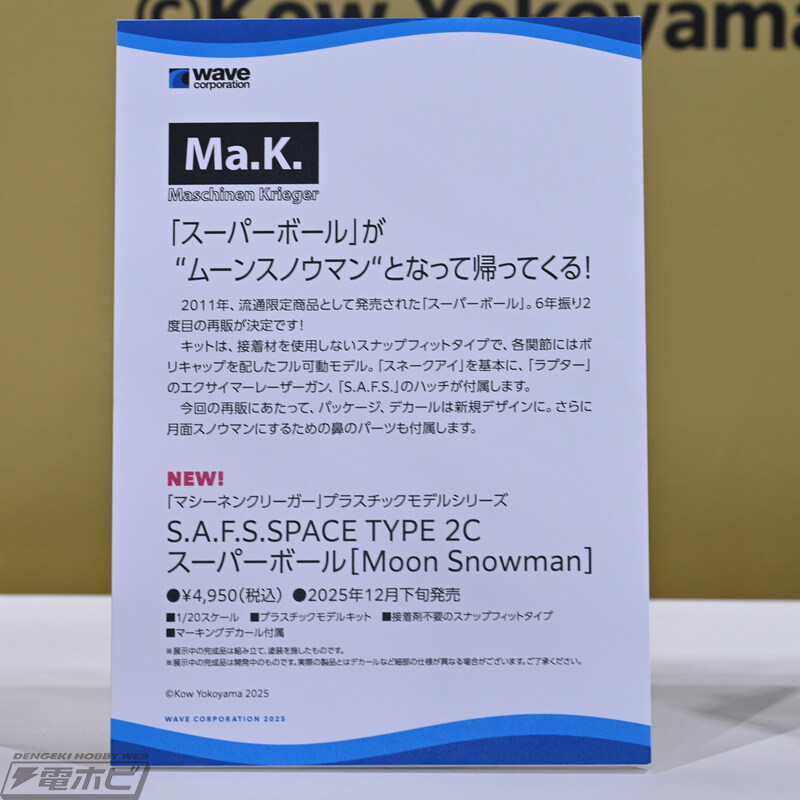 ©Kow Yokoyama
wave
corporation
Ma.K.
Maschinen Krieger
「スーパーボール」が
“ムーンスノウマン“となって帰ってくる!
2011年、流通限定商品として発売された「スーパーボール」。6年振り2
度目の再販が決定です!
キットは、接着材を使用しないスナップフィットタイプで、各関節にはポ
リキャップを配したフル可動モデル。「スネークアイ」を基本に、「ラプター」
のエクサイマーレーザーガン、「S.A.F.S.」のハッチが付属します。
今回の再販にあたって、パッケージ、デカールは新規デザインに。さらに
月面スノウマンにするための鼻のパーツも付属します。
NEW!
「マシーネンクリーガー」プラスチックモデルシリーズ
S.A.F.S.SPACE TYPE 2C
スーパーボール[Moon Snowman]
●¥4,950(税込) ●2025年12月下旬発売
■1/20スケール ■プラスチックモデルキット ■接着剤不要のスナップフィットタイプ
■マーキングデカール付属
※展示中の完成品は組み立て、塗装を施したものです。
※展示中の完成品は開発中のものです。実際の製品とはデカールなど細部の仕様が異なる場合がございます。ご了承ください。
©Kow Yokoyama 2025
WAVE CORPORATION 2025
DENGEKI HOBBY WEB
電ホビ